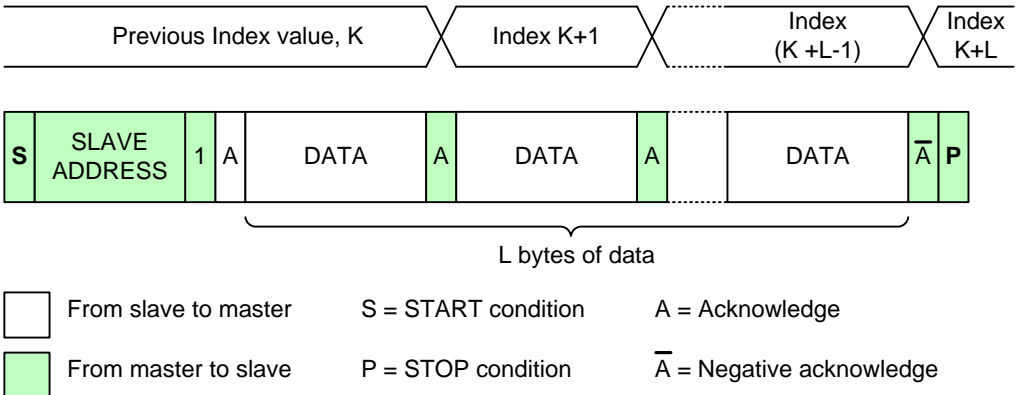 Previous Index value, K
Index K+1
Index
(K +L-1)
Index
K+L
S
SLAVE
ADDRESS
1
A
DATA
A
DATA
A
DATA
A̅
P
L bytes of data
From slave to master
S = START condition
A = Acknowledge
From master to slave
P = STOP condition
A̅ = Negative acknowledge